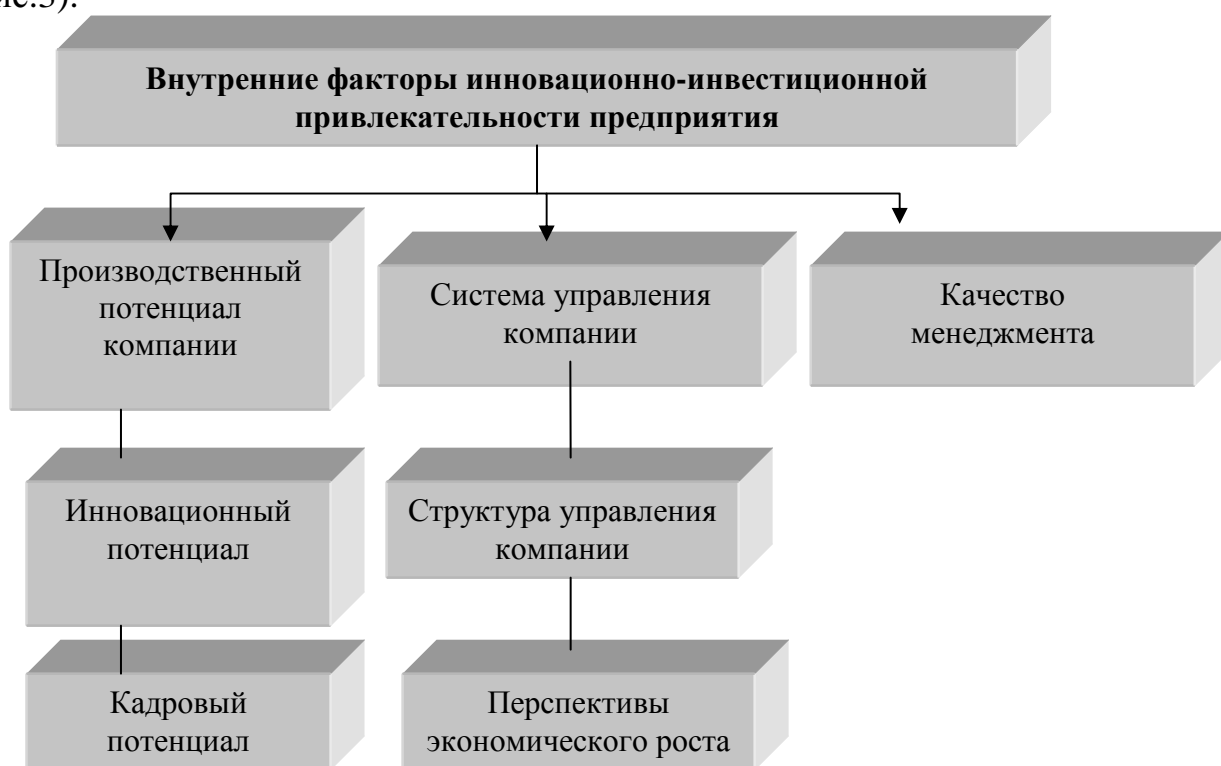 ис.3).
Внутренние факторы инновационно-инвестиционной
привлекательности предприятия
Производственный
потенциал
компании
Система управления
компании
Качество
менеджмента
Инновационный
потенциал
Структура управления
компании
Кадровый
потенциал
Перспективы
экономического роста